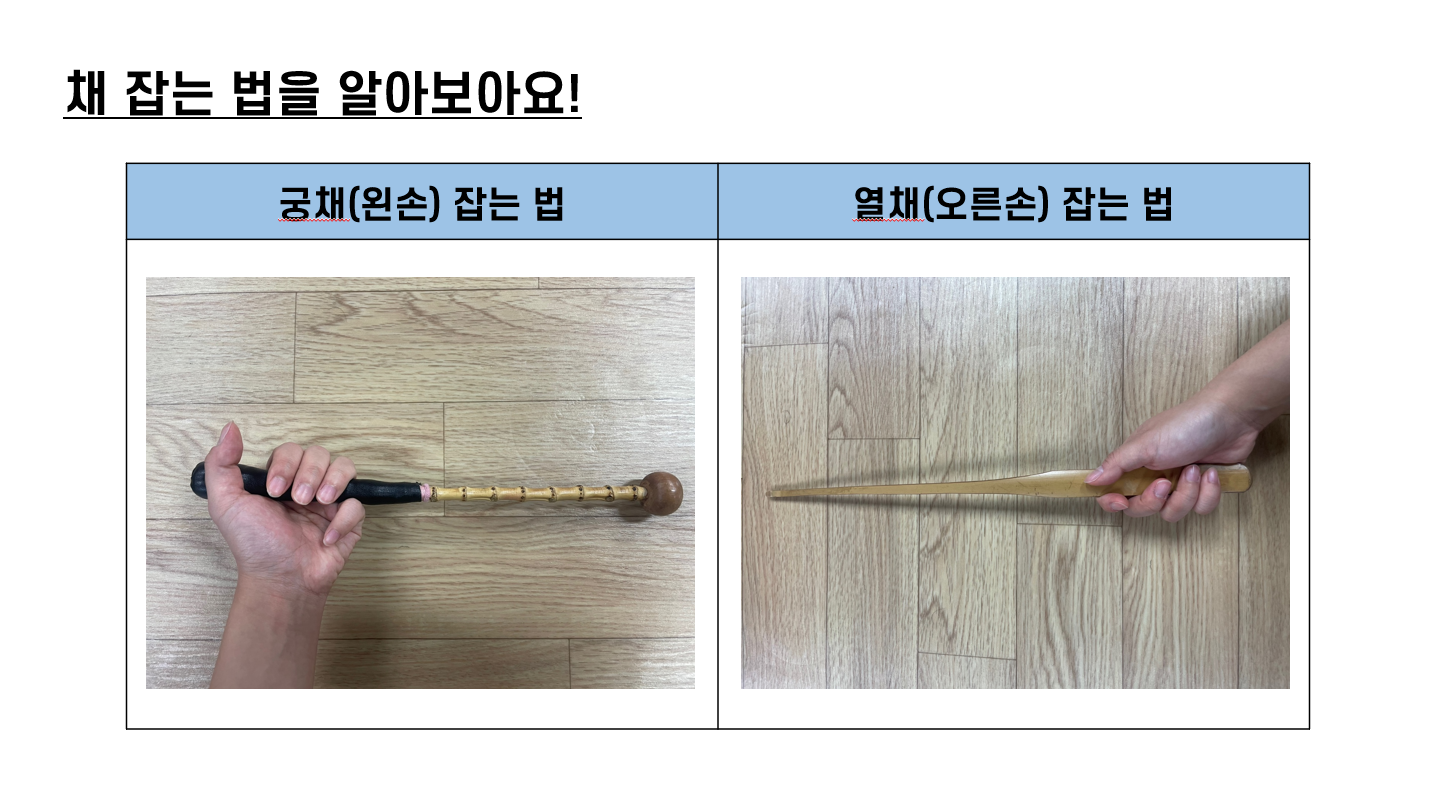 채 잡는 법을 알아보아요!
궁채(왼손) 잡는 법
열채(오른손) 잡는 법